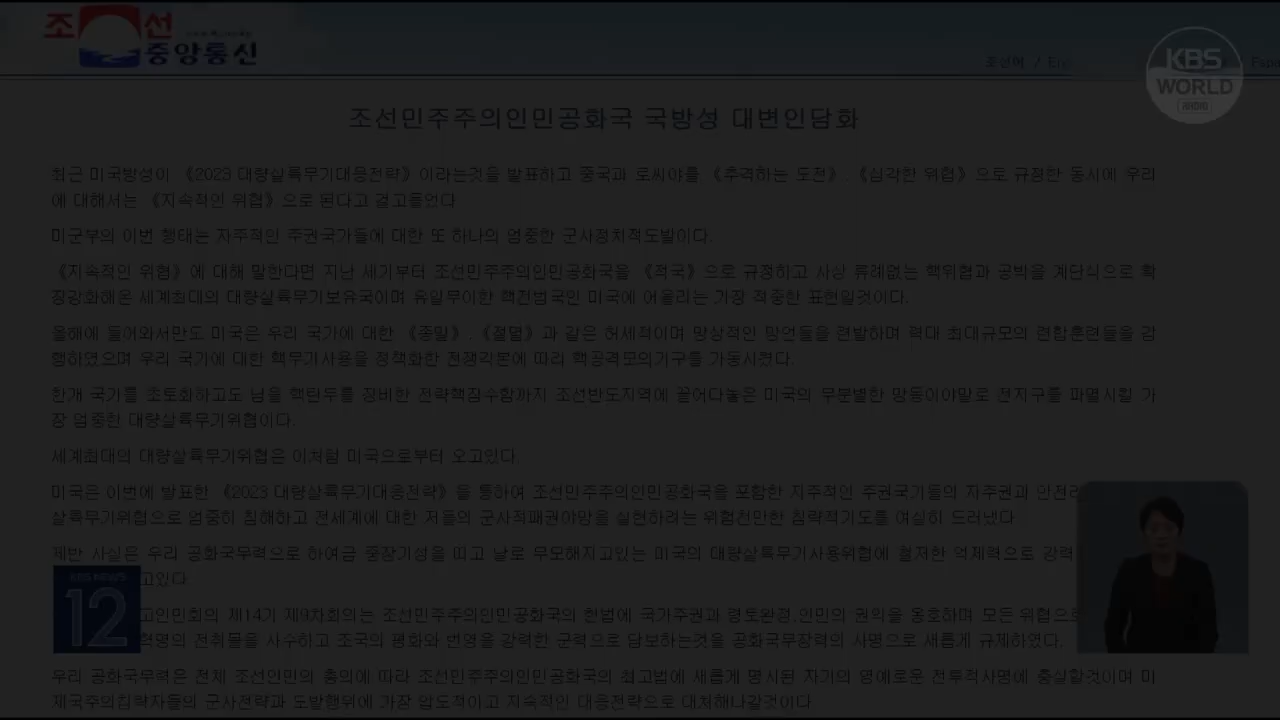 조선
중앙통신
조선어 / Eng
Espa
KBS
WORLD
RADIO
조선민주주의인민공화국 국방성 대변인담화
최근 미국방성이 《2023 대량살륙무기대응전략》이라는것을 발표하고 중국과 로씨야를 《추격하는 도전》, 《심각한 위협》으로 규정한 동시에 우리
에 대해서는 《지속적인 위협》으로 된다고 걸고들었다.
미군부의 이번 행태는 자주적인 주권국가들에 대한 또 하나의 엄중한 군사정치적도발이다.
《지속적인 위협》에 대해 말한다면 지난 세기부터 조선민주주의인민공화국을 《적국》으로 규정하고 사상 류례없는 핵위협과 공박을 계단식으로 확
장강화해온 세계최대의 대량살륙무기보유국이며 유일무이한 핵전범국인 미국에 어울리는 가장 적중한 표현일것이다.
올해에 들어와서만도 미국은 우리 국가에 대한 《종말》, 《절멸》과 같은 허세적이며 망상적인 망언들을 련발하며 력대 최대규모의 련합훈련들을 감
행하였으며 우리 국가에 대한 핵무기사용을 정책화한 전쟁각본에 따라 핵공격모의기구를 가동시켰다.
한개 국가를 초토화하고도 남을 핵탄두를 장비한 전략핵잠수함까지 조선반도지역에 끌어다놓은 미국의 무분별한 망동이야말로 전지구를 파멸시킬 가
장 엄중한 대량살륙무기위협이다.
세계최대의 대량살륙무기위협은 이처럼 미국으로부터 오고있다.
미국은 이번에 발표한 《2023 대량살륙무기대응전략》을 통하여 조선민주주의인민공화국을 포함한 자주적인 주권국가들의 자주권과 안전
살륙무기위협으로 엄중히 침해하고 전세계에 대한 저들의 군사적패권야망을 실현하려는 위험천만한 침략적기도를 여실히 드러냈다.
제반 사실은 우리 공화국무력으로 하여금 중장기성을 띠고 날로 무모해지고있는 미국의 대량살륙무기사용위협에 철저한 억제력으로 강력
고있다.
KBS NEWS
12
고인민회의 제14기 제9차회의는 조선민주주의인민공화국의 헌법에 국가주권과 령토완정,인민의 권익을 옹호하며 모든 위협으로
혁명의 전취물을 사수하고 조국의 평화와 번영을 강력한 군력으로 담보하는것을 공화국무장력의 사명으로 새롭게 규제하였다.
우리 공화국무력은 전체 조선인민의 총의에 따라 조선민주주의인민공화국의 최고법에 새롭게 명시된 자기의 영예로운 전투적사명에 충실할것이며 미
제국주의침략자들의 군사전략과 도발행위에 가장 압도적이고 지속적인 대응전략으로 대처해나갈것이다.